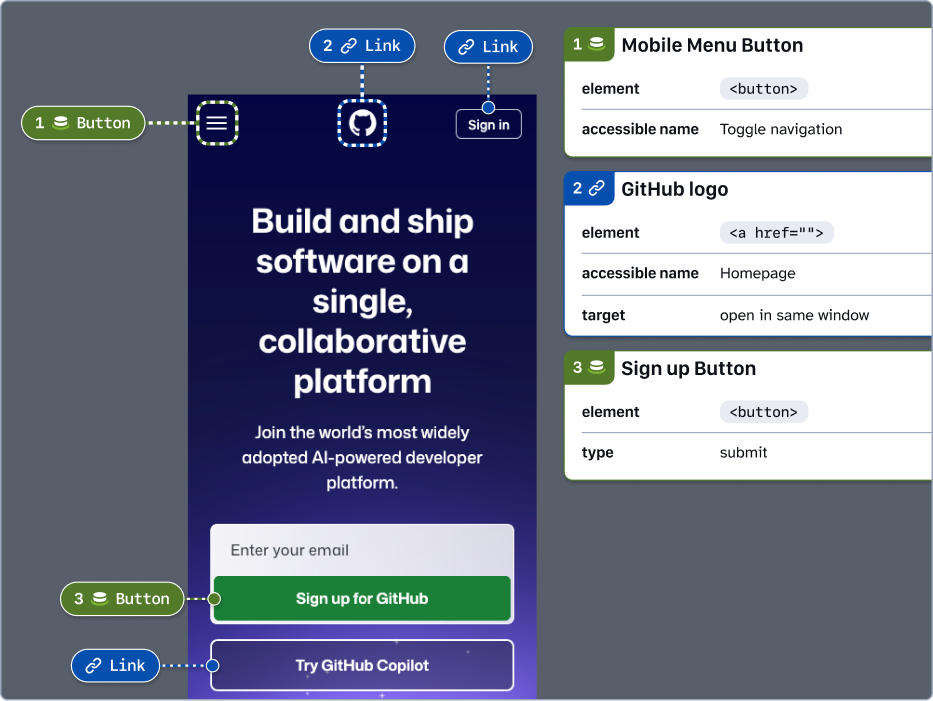 2 Link
Link
1 Button
Sign in
Build and ship
software on a
single,
collaborative
platform
Join the world's most widely
adopted AI-powered developer
platform.
Enter your email
3 Button
Sign up for GitHub
Link
Try GitHub Copilot
1 Mobile Menu Button
element <button>
accessible name Toggle navigation
2 GitHub logo
element <a href="">
accessible name Homepage
target open in same window
3 Sign up Button
element <button>
type submit